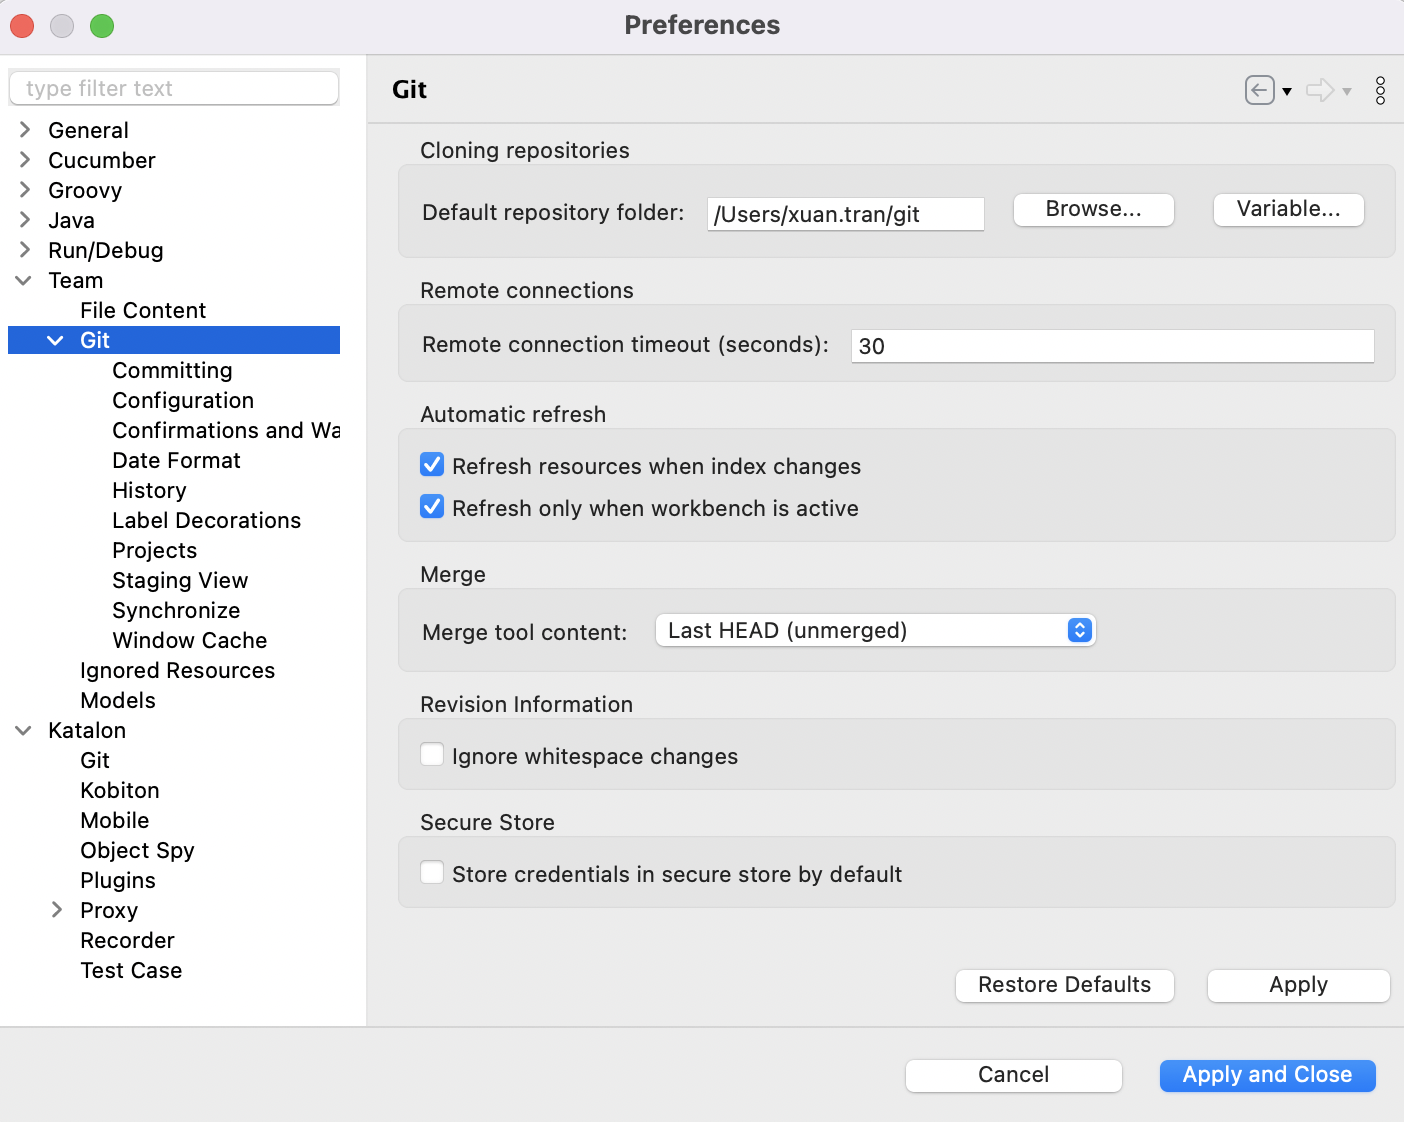 Preferences
type filter text
General
Cucumber
Groovy
Java
Run/Debug
Team
File Content
Git
Committing
Configuration
Confirmations and Wa
Date Format
History
Label Decorations
Projects
Staging View
Synchronize
Window Cache
Ignored Resources
Models
Katalon
Git
Kobiton
Mobile
Object Spy
Plugins
Proxy
Recorder
Test Case
Git
Cloning repositories
Default repository folder: /Users/xuan.tran/git Browse... Variable...
Remote connections
Remote connection timeout (seconds): 30
Automatic refresh
Refresh resources when index changes
Refresh only when workbench is active
Merge
Merge tool content: Last HEAD (unmerged)
Revision Information
Ignore whitespace changes
Secure Store
Store credentials in secure store by default
Restore Defaults Apply
Cancel Apply and Close